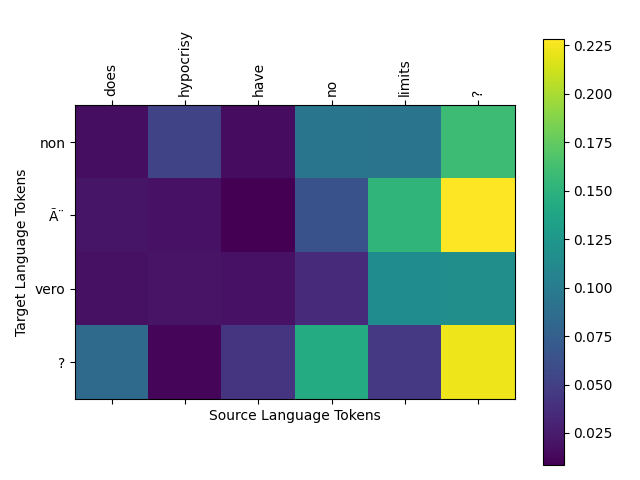 does
hypocrisy
have
no
limits
?
non
Ã¨
vero
?
Target Language Tokens
Source Language Tokens
0.225
0.200
0.175
0.150
0.125
0.100
0.075
0.050
0.025